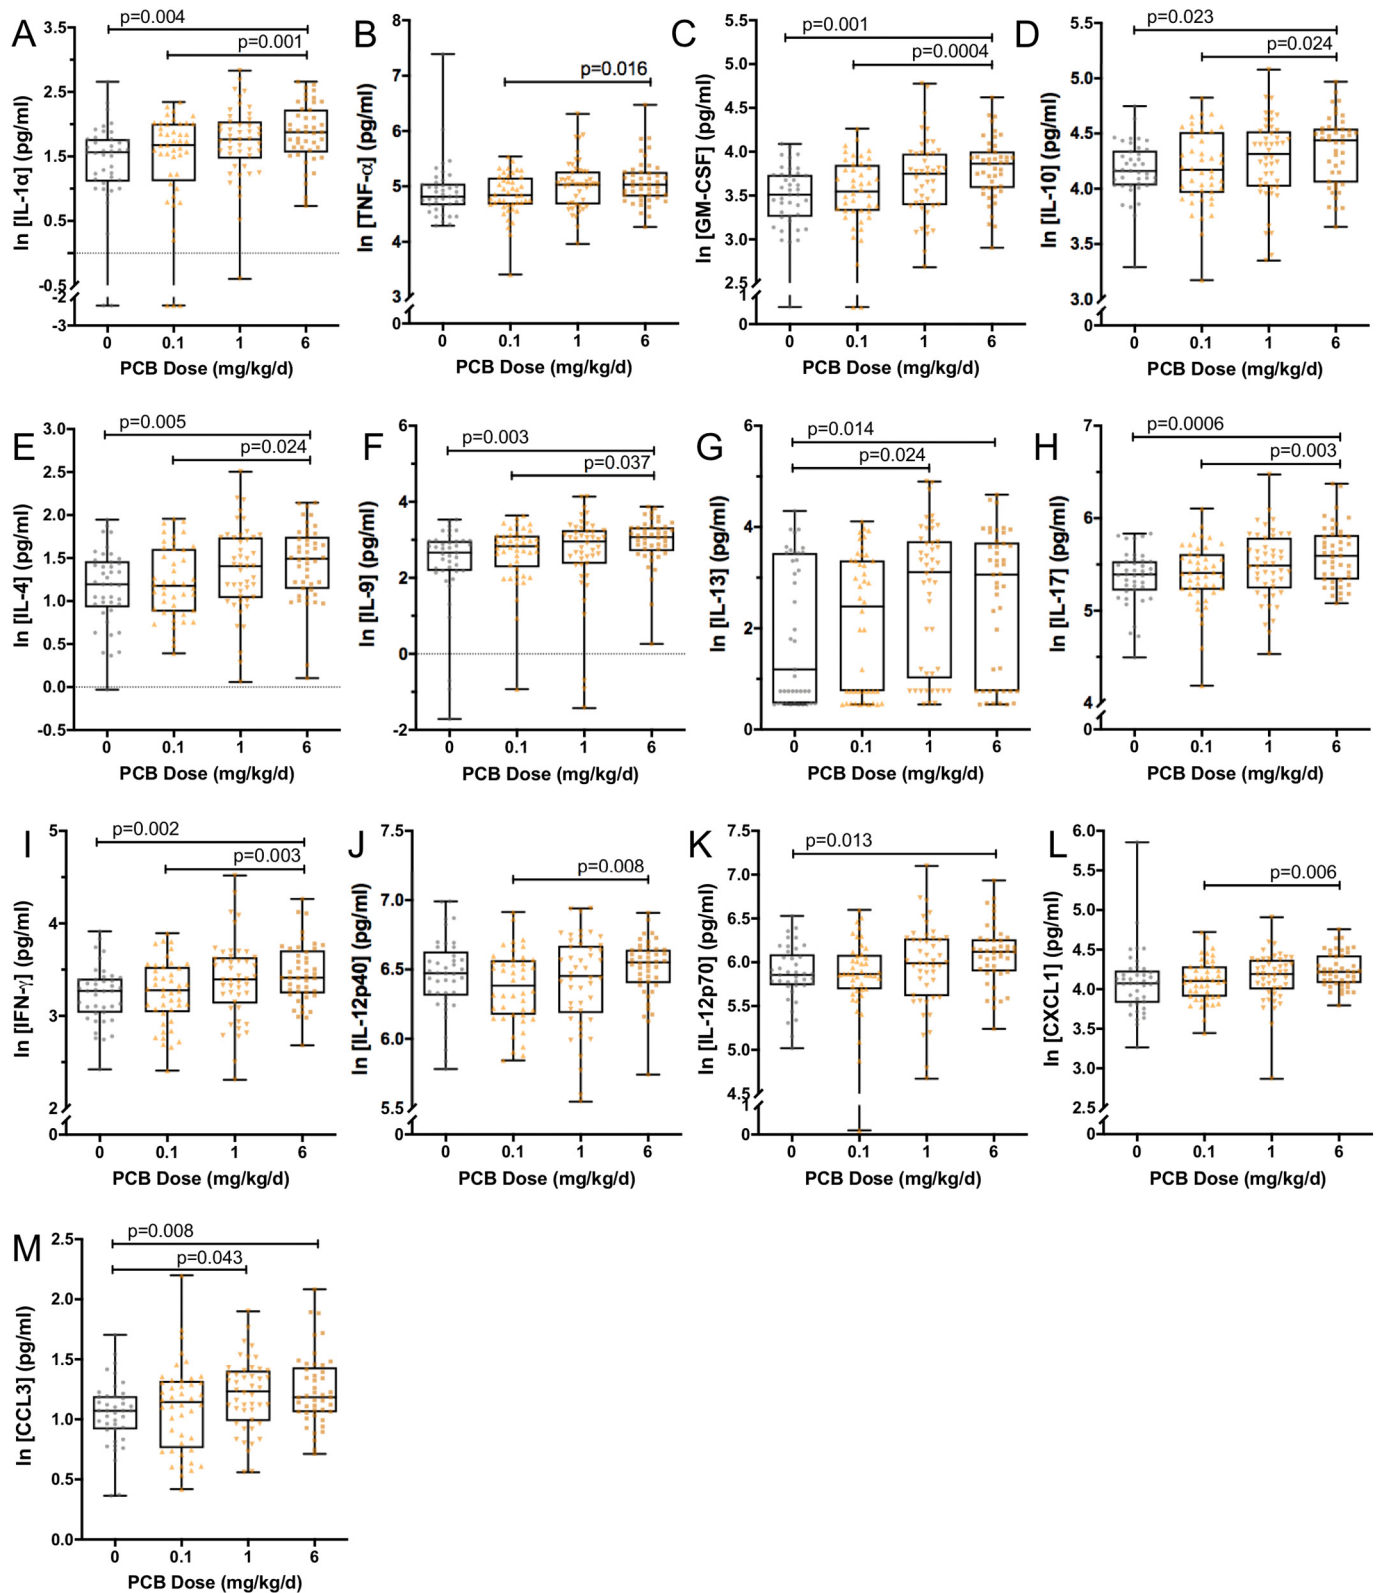 A
p=0.004
p=0.001
ln [IL-1α] (pg/ml)
3.5
2.5
1.5
0.5
-0.5
-2
-3
0 0.1 1 6
PCB Dose (mg/kg/d)
B
p=0.016
ln [TNF-α] (pg/ml)
8
7
6
5
4
3
0
0 0.1 1 6
PCB Dose (mg/kg/d)
C
p=0.001
p=0.0004
ln [GM-CSF] (pg/ml)
5.5
5.0
4.5
4.0
3.5
3.0
2.5
1
0
0 0.1 1 6
PCB Dose (mg/kg/d)
D
p=0.023
p=0.024
ln [IL-10] (pg/ml)
5.5
5.0
4.5
4.0
3.5
3.0
0
0 0.1 1 6
PCB Dose (mg/kg/d)
E
p=0.005
p=0.024
ln [IL-4] (pg/ml)
3.0
2.5
2.0
1.5
1.0
0.5
0.0
-0.5
0 0.1 1 6
PCB Dose (mg/kg/d)
F
p=0.003
p=0.037
ln [IL-9] (pg/ml)
6
4
2
0
-2
0 0.1 1 6
PCB Dose (mg/kg/d)
G
p=0.014
p=0.024
ln [IL-13] (pg/ml)
6
4
2
0
0 0.1 1 6
PCB Dose (mg/kg/d)
H
p=0.0006
p=0.003
ln [IL-17] (pg/ml)
7
6
5
4
0
0 0.1 1 6
PCB Dose (mg/kg/d)
I
p=0.002
p=0.003
ln [IFN-γ] (pg/ml)
5
4
3
2
0
0 0.1 1 6
PCB Dose (mg/kg/d)
J
p=0.008
ln [IL-12p40] (pg/ml)
7.5
7.0
6.5
6.0
5.5
0
0 0.1 1 6
PCB Dose (mg/kg/d)
K
p=0.013
ln [IL-12p70] (pg/ml)
7.5
7.0
6.5
6.0
5.5
5.0
4.5
1
0
0 0.1 1 6
PCB Dose (mg/kg/d)
L
p=0.006
ln [CXCL1] (pg/ml)
6.0
5.0
4.5
4.0
3.5
3.0
2.5
0
0 0.1 1 6
PCB Dose (mg/kg/d)
M
p=0.008
p=0.043
ln [CCL3] (pg/ml)
2.5
2.0
1.5
1.0
0.5
0.0
0 0.1 1 6
PCB Dose (mg/kg/d)